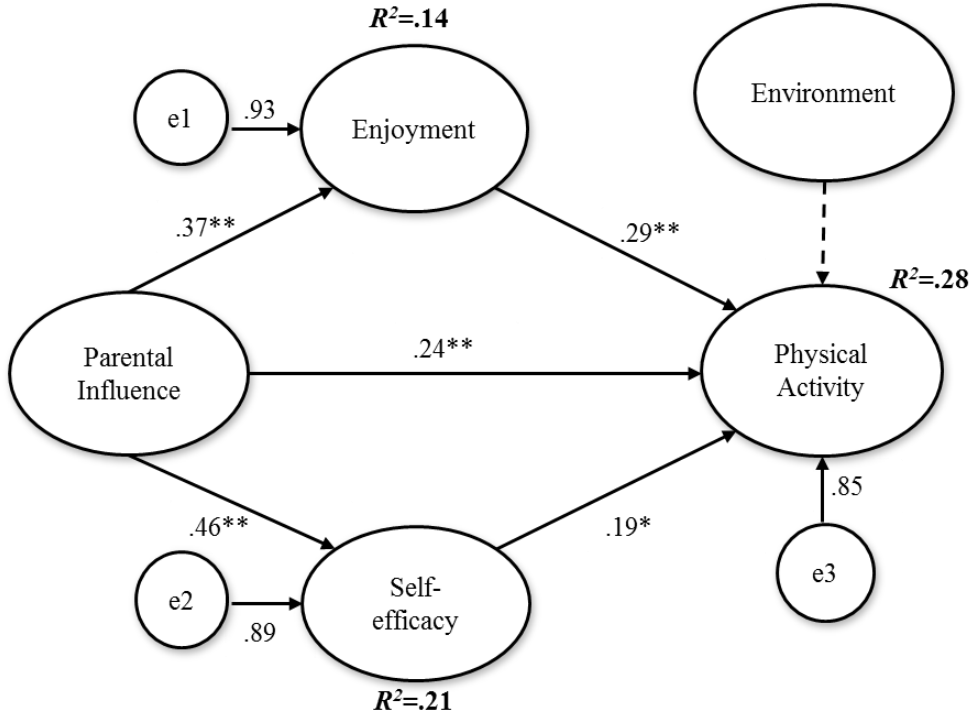 R²=.14
e1
.93
Enjoyment
Environment
.37**
.29**
R²=.28
Parental
Influence
.24**
Physical
Activity
.46**
.19*
.85
e2
.89
Self-
efficacy
e3
R²=.21